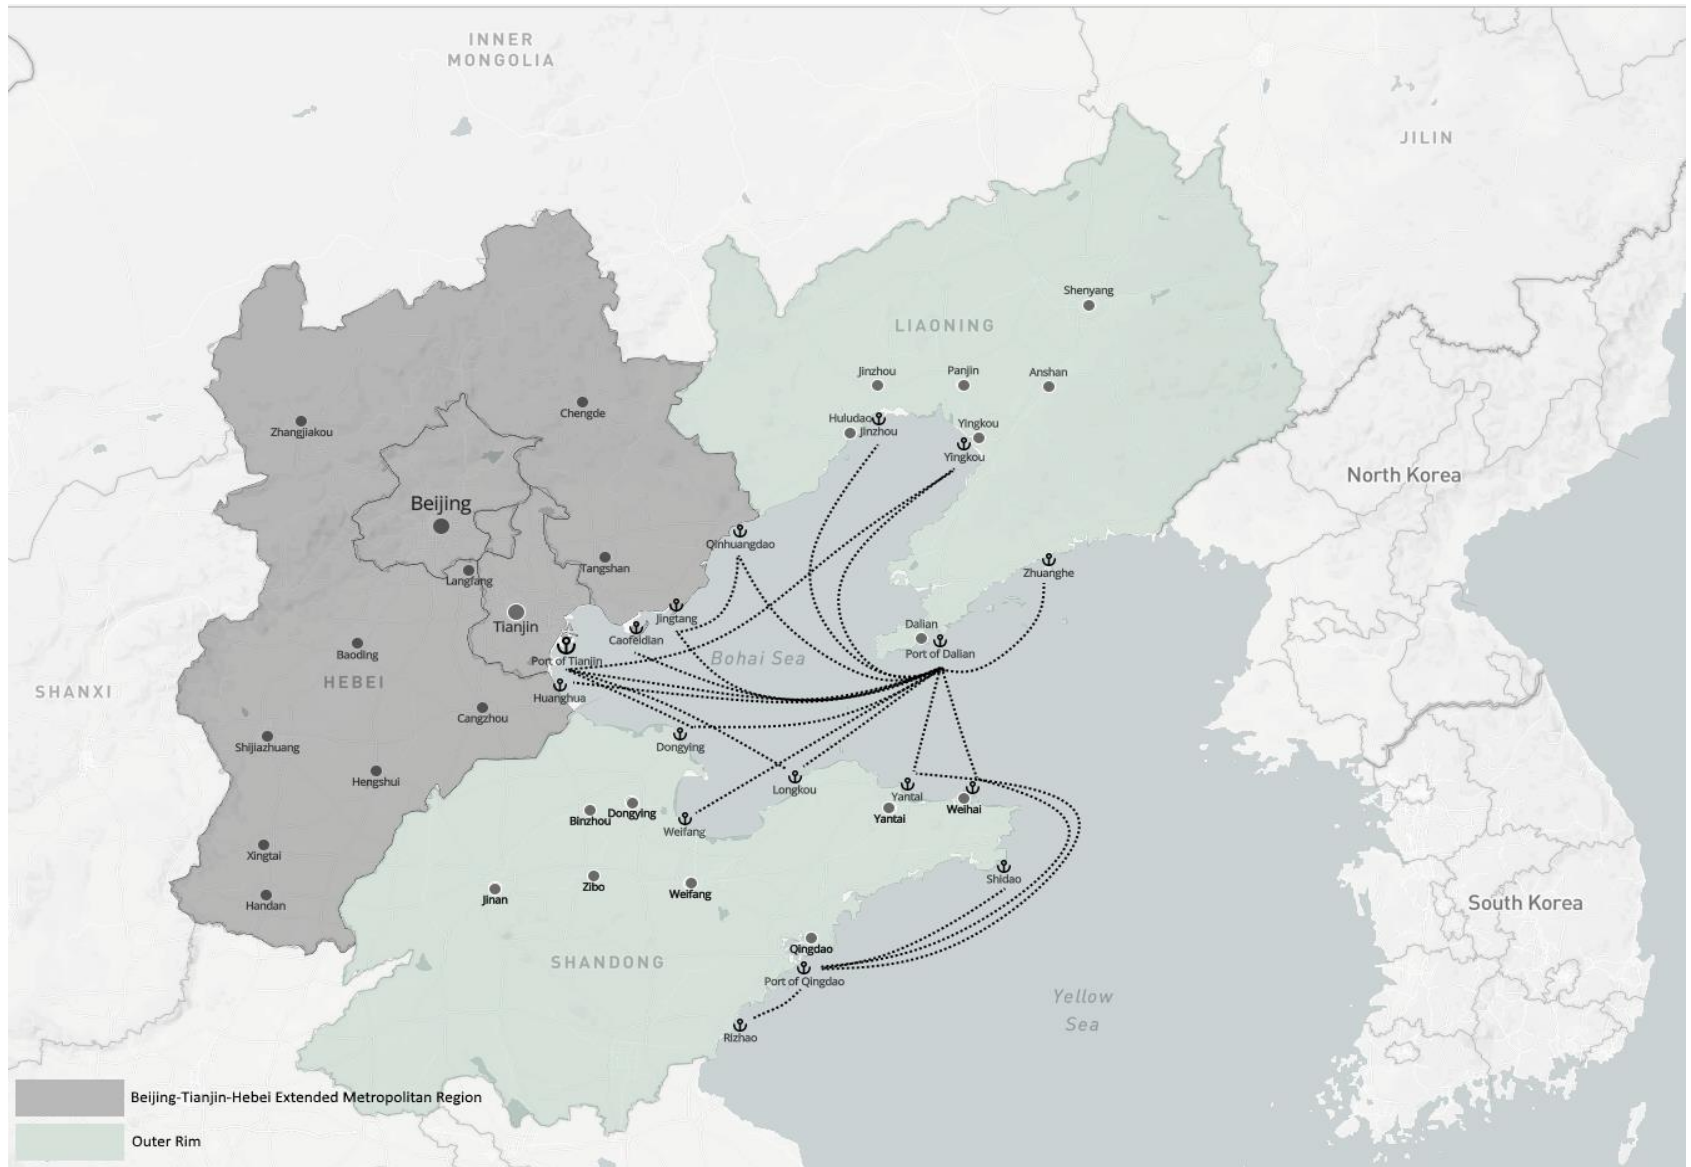 INNER
MONGOLIA
JILIN
Shenyang
LIAONING
Jinzhou
Panjin
Anshan
Chengde
Zhangjiakou
Huludao
Jinzhou
Yingkou
Yingkou
North Korea
Beijing
Qinhuangdao
Tangshan
Langfang
Zhuanghe
Jingtang
Tianjin
Caofeidian
Dalian
Port of Dalian
Baoding
Port of Tianjin
Bohai Sea
HEBEI
SHANXI
Huanghua
Cangzhou
Shijiazhuang
Dongying
Hengshui
Longkou
Yantai
Weihai
Binzhou
Dongying
Weifang
Yantai
Xingtai
Shidao
Zibo
Weifang
Jinan
Handan
South Korea
Qingdao
SHANDONG
Port of Qingdao
Yellow
Sea
Rizhao
Beijing-Tianjin-Hebei Extended Metropolitan Region
Outer Rim